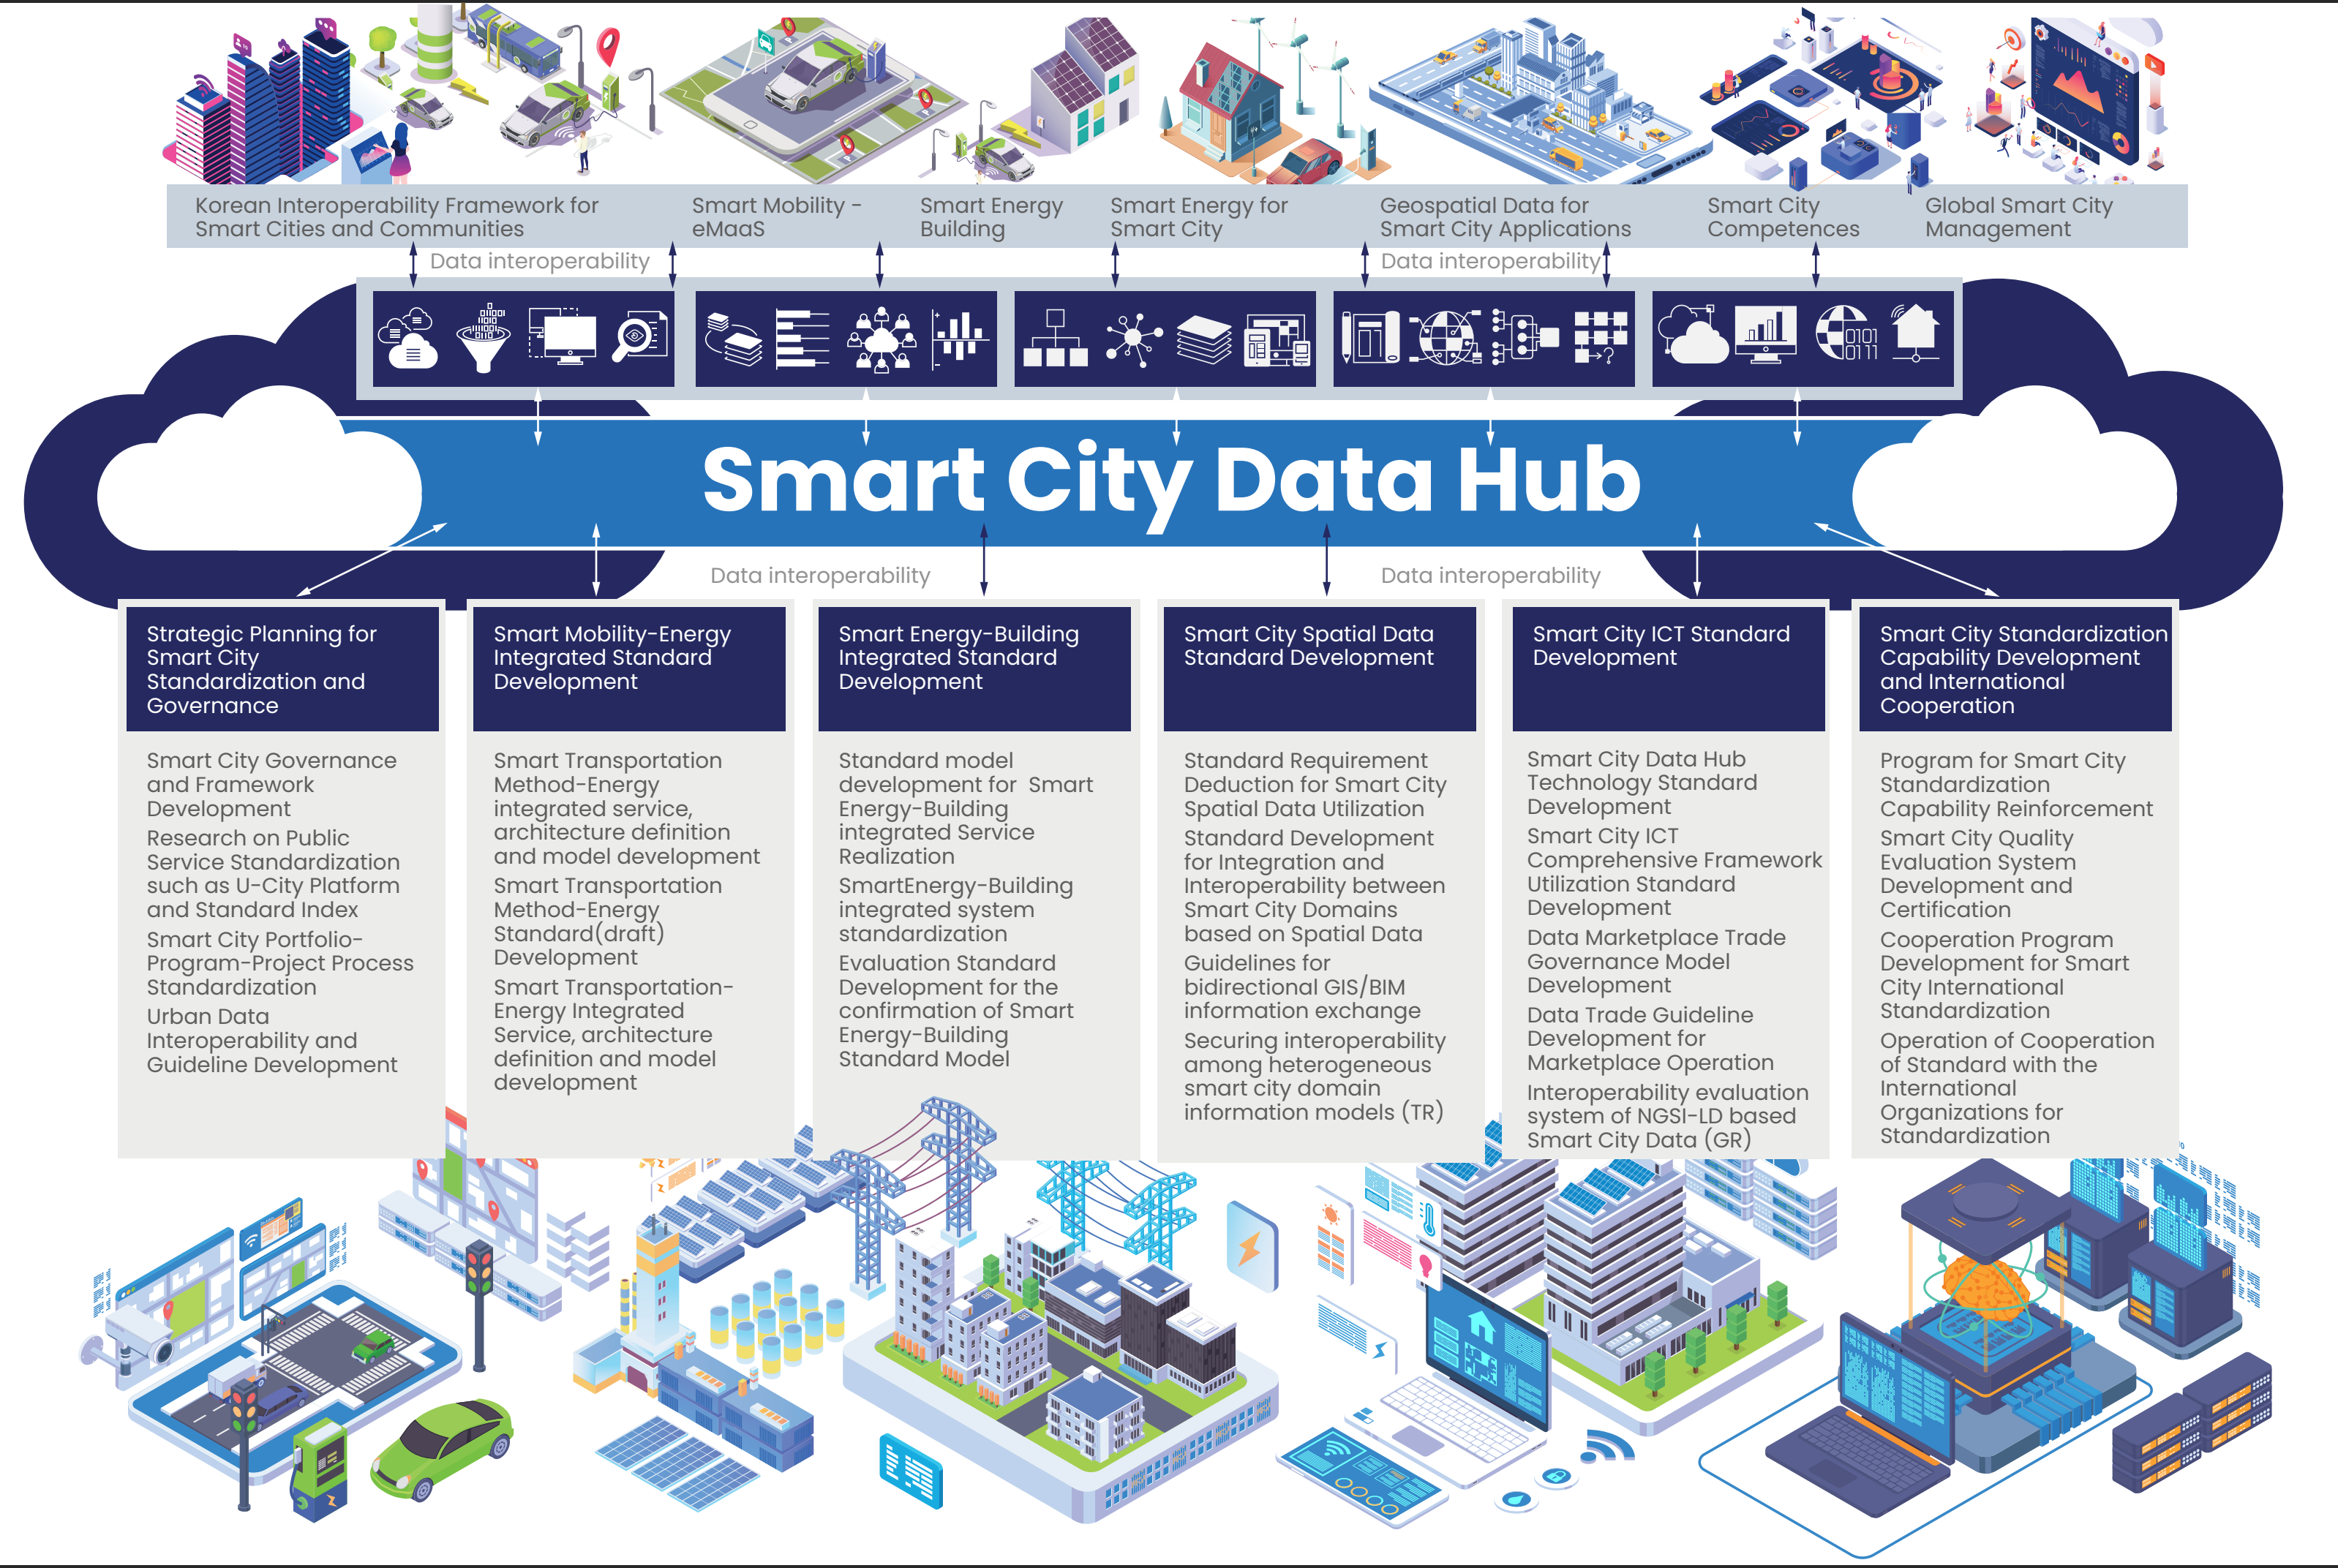 Korean Interoperability Framework for
Smart Cities and Communities
Smart Mobility -
eMaaS
Smart Energy
Building
Smart Energy for
Smart City
Geospatial Data for
Smart City Applications
Smart City
Competences
Global Smart City
Management
Data interoperability
Data interoperability
Smart City Data Hub
Data interoperability
Data interoperability
Strategic Planning for
Smart City
Standardization and
Governance
Smart City Governance
and Framework
Development
Research on Public
Service Standardization
such as U-City Platform
and Standard Index
Smart City Portfolio-
Program-Project Process
Standardization
Urban Data
Interoperability and
Guideline Development
Smart Mobility-Energy
Integrated Standard
Development
Smart Transportation
Method-Energy
integrated service,
architecture definition
and model development
Smart Transportation
Method-Energy
Standard(draft)
Development
Smart Transportation-
Energy Integrated
Service, architecture
definition and model
development
Smart Energy-Building
Integrated Standard
Development
Standard model
development for  Smart
Energy-Building
integrated Service
Realization
SmartEnergy-Building
integrated system
standardization
Evaluation Standard
Development for the
confirmation of Smart
Energy-Building
Standard Model
Smart City Spatial Data
Standard Development
Standard Requirement
Deduction for Smart City
Spatial Data Utilization
Standard Development
for Integration and
Interoperability between
Smart City Domains
based on Spatial Data
Guidelines for
bidirectional GIS/BIM
information exchange
Securing interoperability
among heterogeneous
smart city domain
information models (TR)
Smart City ICT Standard
Development
Smart City Data Hub
Technology Standard
Development
Smart City ICT
Comprehensive Framework
Utilization Standard
Development
Data Marketplace Trade
Governance Model
Development
Data Trade Guideline
Development for
Marketplace Operation
Interoperability evaluation
system of NGSI-LD based
Smart City Data (GR)
Smart City Standardization
Capability Development
and International
Cooperation
Program for Smart City
Standardization
Capability Reinforcement
Smart City Quality
Evaluation System
Development and
Certification
Cooperation Program
Development for Smart
City International
Standardization
Operation of Cooperation
of Standard with the
International
Organizations for
Standardization